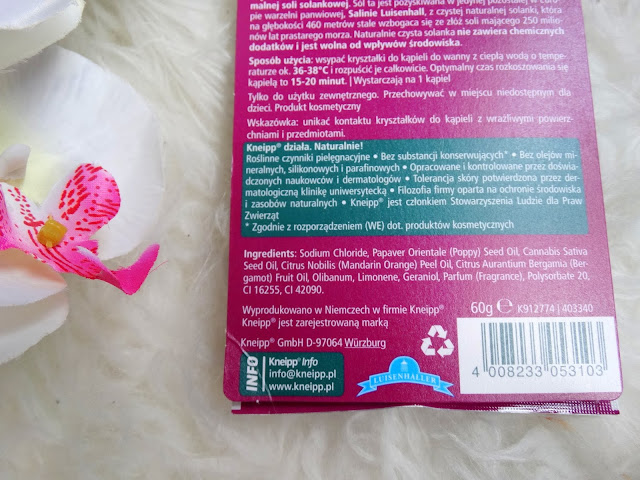 malnej soli solankowej. Sól ta jest pozyskiwana w jedynej pozostałej w Euro-
pie warzelni panwiowej, Salinie Luisenhall, z czystej naturalnej solanki, która
na głębokości 460 metrów stale wzbogaca się ze złóż soli mającego 250 milio-
nów lat prastarego morza. Naturalnie czysta solanka nie zawiera chemicznych
dodatków i jest wolna od wpływów środowiska.
Sposób użycia: wsypać kryształki do kąpieli do wanny z ciepłą wodą o tempe-
raturze ok. 36-38°C i rozpuścić je całkowicie. Optymalny czas rozkoszowania się
kąpielą to 15-20 minut. | Wystarczają na 1 kąpiel
Tylko do użytku zewnętrznego. Przechowywać w miejscu niedostępnym dla
dzieci. Produkt kosmetyczny
Wskazówka: unikać kontaktu kryształków do kąpieli z wrażliwymi powierz-
chniami i przedmiotami.
Kneipp® działa. Naturalnie!
Roślinne czynniki pielęgnacyjne • Bez substancji konserwujących* • Bez olejów mi-
neralnych, silikonowych i parafinowych • Opracowane i kontrolowane przez doświa-
dczonych naukowców i dermatologów • Tolerancja skóry potwierdzona przez der-
matologiczną klinikę uniwersytecką • Filozofia firmy oparta na ochronie środowiska
i zasobów naturalnych • Kneipp® jest członkiem Stowarzyszenia Ludzie dla Praw
Zwierząt
* Zgodnie z rozporządzeniem (WE) dot. produktów kosmetycznych
Ingredients: Sodium Chloride, Papaver Orientale (Poppy) Seed Oil, Cannabis Sativa
Seed Oil, Citrus Nobilis (Mandarin Orange) Peel Oil, Citrus Aurantium Bergamia (Ber-
gamot) Fruit Oil, Olibanum, Limonene, Geraniol, Parfum (Fragrance), Polysorbate 20,
CI 16255, CI 42090.
Wyprodukowano w Niemczech w firmie Kneipp®
Kneipp® jest zarejestrowaną marką
60g ℮ K912774 | 403340
Kneipp® GmbH D-97064 Würzburg
INFO
Kneipp® Info
info@kneipp.pl
www.kneipp.pl
LUISENHALLER
4 008233 053103